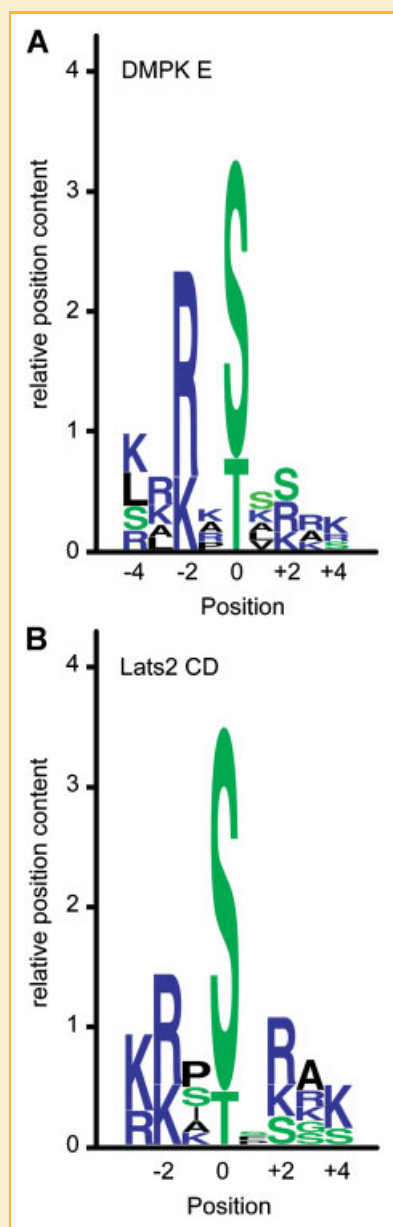 A
DMPK E
relative position content
4
3
2
1
0
K L S R
R K A L
R K
K A R P
S T
S K A L V
S R K
R A K
K R S
-4 -2 0 +2 +4
Position
B
Lats2 CD
relative position content
4
3
2
1
0
K R
R K
P S I A K
S T
R K S
A R K G S
K S
-2 0 +2 +4
Position